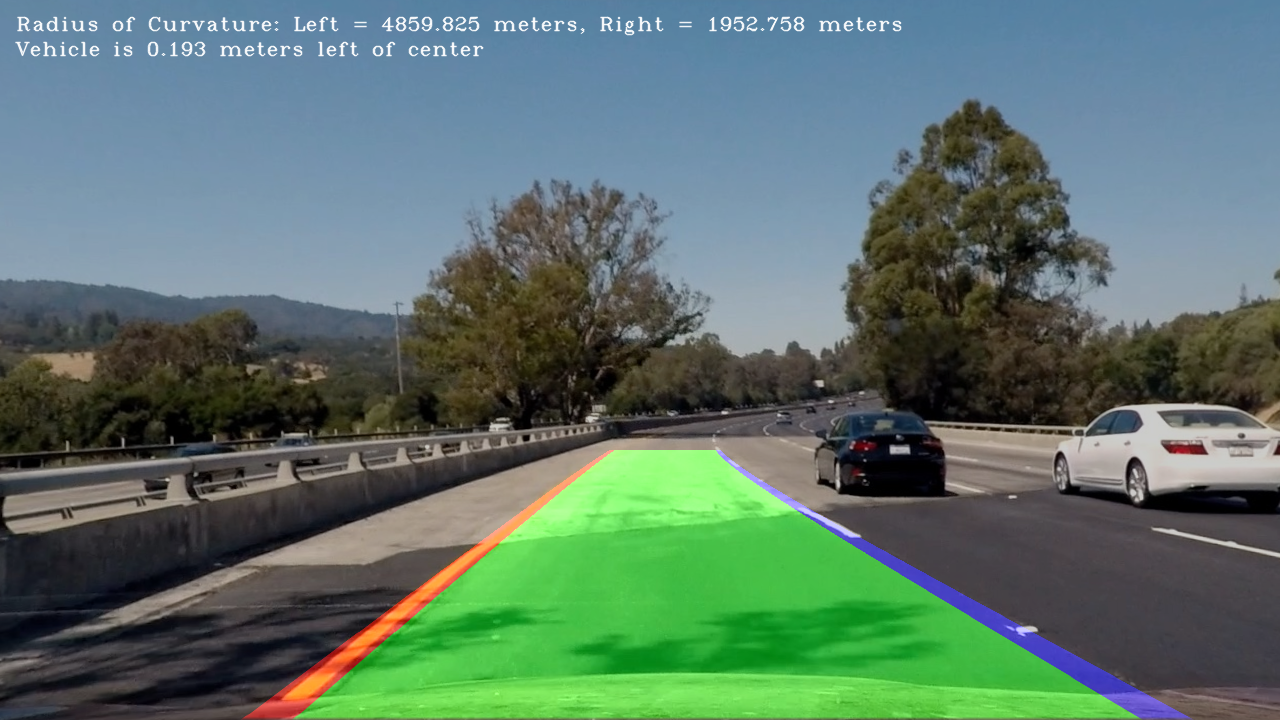 Radius of Curvature: Left = 4859.825 meters, Right = 1952.758 meters
Vehicle is 0.193 meters left of center